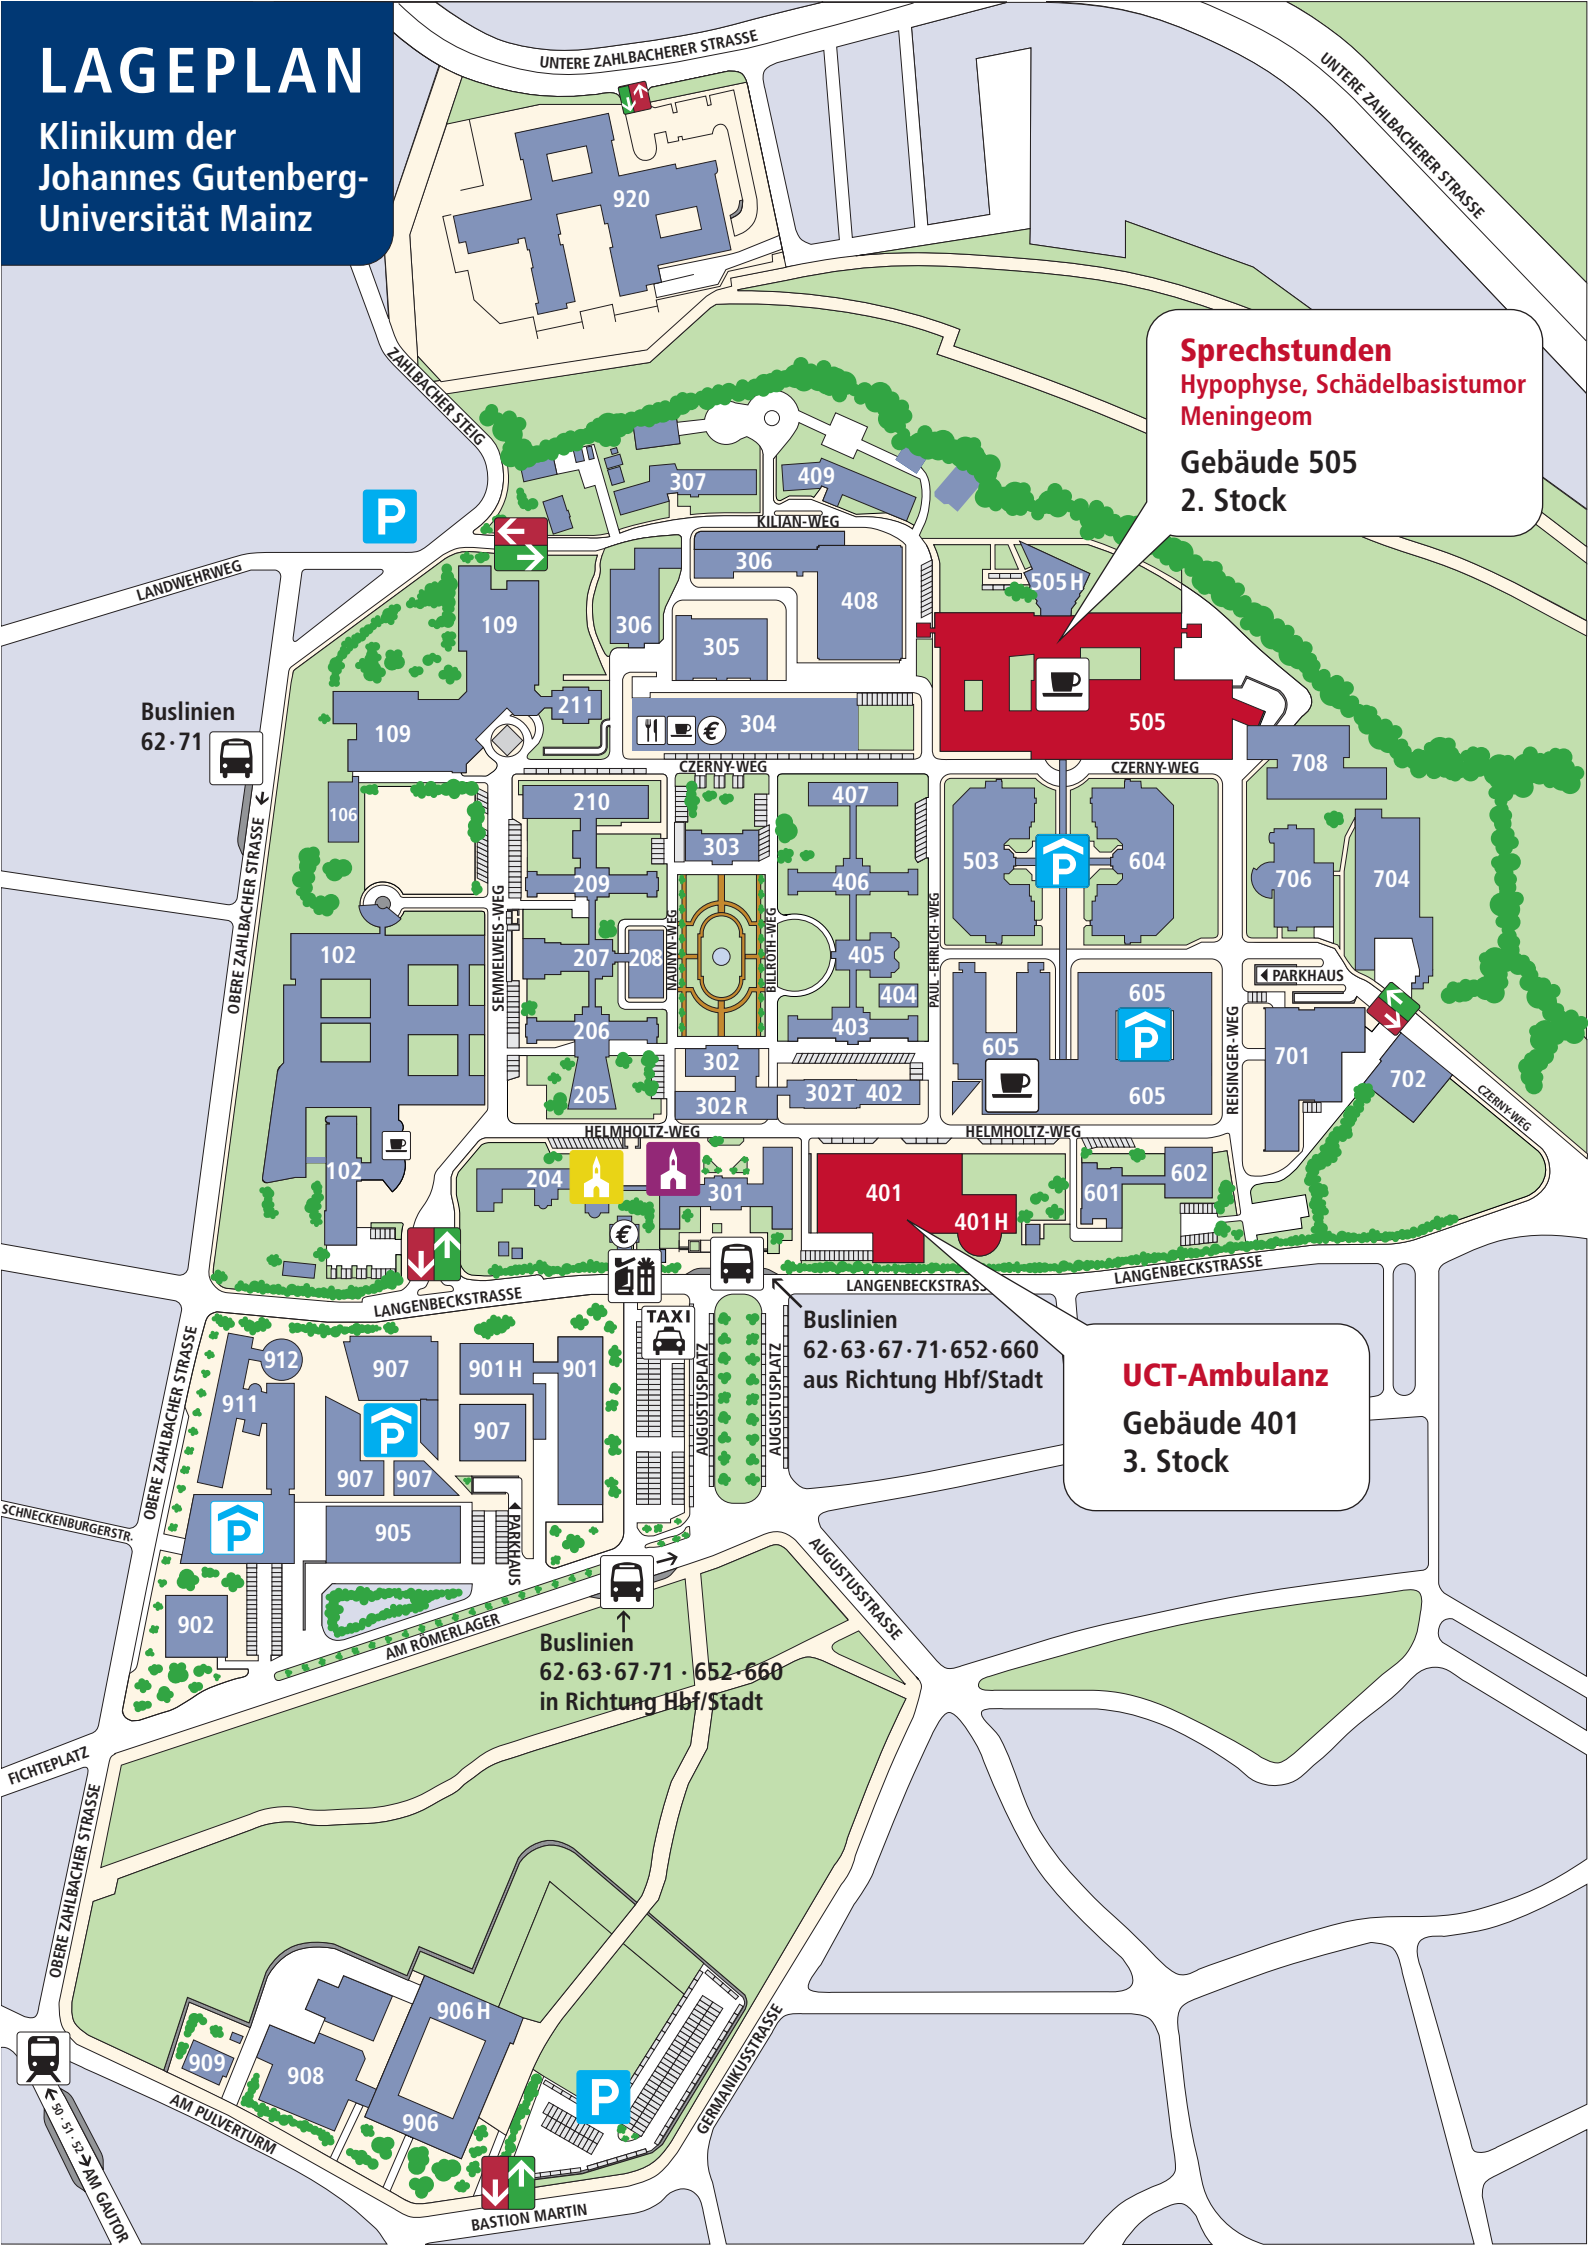 LAGEPLAN
Klinikum der
Johannes Gutenberg-
Universität Mainz
UNTERE ZAHLBACHERER STRASSE
UNTERE ZAHLBACHERER STRASSE
920
ZAHLBACHER STEIG
Sprechstunden
Hypophyse, Schädelbasistumor
Meningeom
Gebäude 505
2. Stock
P
307
409
KILIAN-WEG
LANDWEHRWEG
306
505 H
408
109
306
305
211
304
€
505
109
Buslinien
62·71
CZERNY-WEG
CZERNY-WEG
708
210
407
106
303
503
P
604
209
406
706
704
OBERE ZAHLBACHER STRASSE
SEMMELWEIS-WEG
NAUNYN-WEG
BILLROTH-WEG
PAUL-EHRLICH-WEG
102
207
208
405
PARKHAUS
404
605
206
403
P
605
REISINGER-WEG
701
302
702
205
302 T
402
605
302 R
CZERNY-WEG
HELMHOLTZ-WEG
HELMHOLTZ-WEG
102
204
301
401
401 H
601
602
€
LANGENBECKSTRASSE
LANGENBECKSTRASSE
LANGENBECKSTRASS
TAXI
Buslinien
62·63·67·71·652·660
aus Richtung Hbf/Stadt
OBERE ZAHLBACHER STRASSE
912
907
901 H
901
911
P
907
907
907
AUGUSTUSPLATZ
AUGUSTUSPLATZ
UCT-Ambulanz
Gebäude 401
3. Stock
SCHNECKENBURGERSTR.
P
905
PARKHAUS
902
AM RÖMERLAGER
AUGUSTUSSTRASSE
Buslinien
62·63·67·71·652·660
in Richtung Hbf/Stadt
FICHTEPLATZ
OBERE ZAHLBACHER STRASSE
906 H
909
908
906
P
GERMANIKUSSTRASSE
AM PULVERTURM
50·51·52
AM GAUTOR
BASTION MARTIN